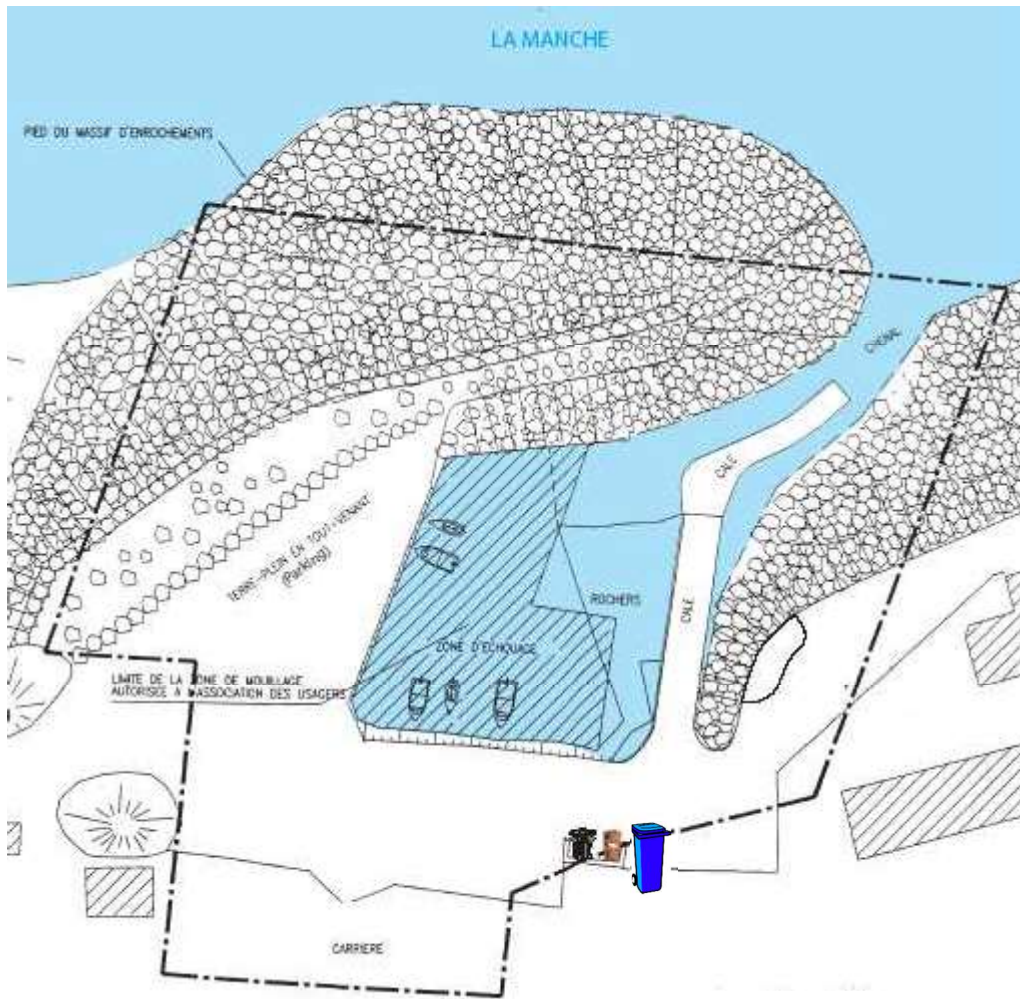 LA MANCHE
PIED DU MASSIF D'ENROCHEMENTS
CHENAL
CALE
TERRE-PLEIN EN TOUT-VENANT
(Parking)
ROCHERS
CALE
ZONE D'ECHOUAGE
LIMITE DE LA ZONE DE MOUILLAGE
AUTORISEE A L'ASSOCIATION DES USAGERS
CARRIERE